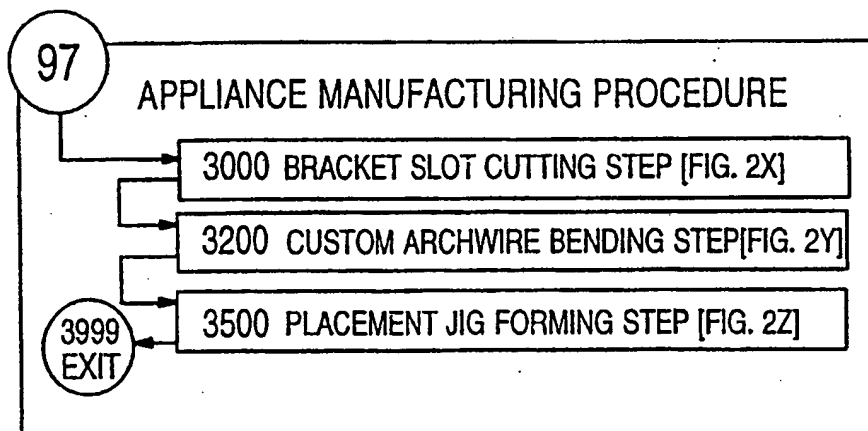 97
APPLIANCE MANUFACTURING PROCEDURE
3000 BRACKET SLOT CUTTING STEP [FIG. 2X]
3200 CUSTOM ARCHWIRE BENDING STEP[FIG. 2Y]
3500 PLACEMENT JIG FORMING STEP [FIG. 2Z]
3999
EXIT